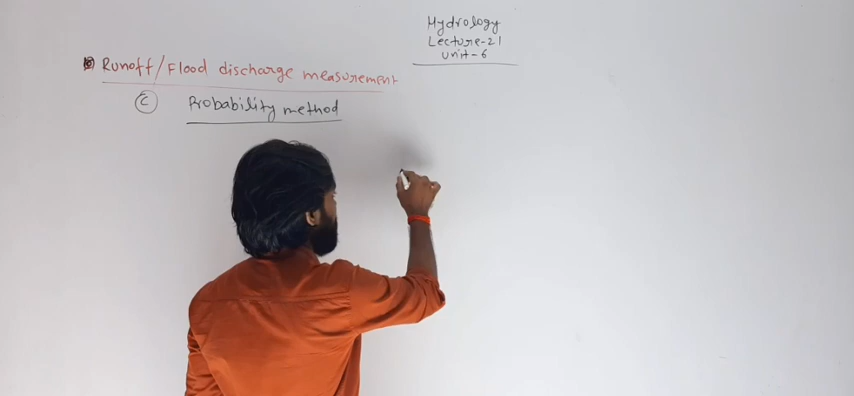 Hydrology
Lecture-21
Unit-6
Runoff/Flood discharge measurement
C Probability method